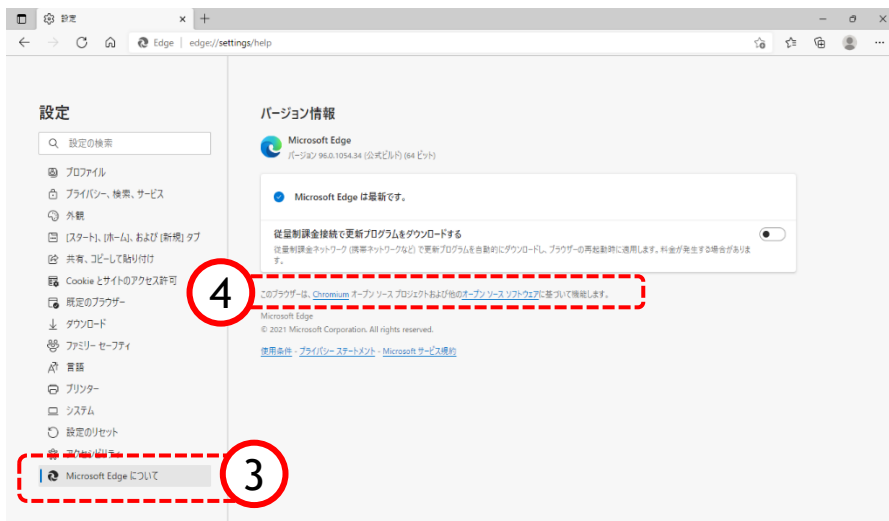 設定
Edge
edge://settings/help
設定
設定の検索
プロファイル
プライバシー、検索、サービス
外観
[スタート]、[ホーム]、および [新規] タブ
共有、コピーして貼り付け
Cookie とサイトのアクセス許可
既定のブラウザー
ダウンロード
ファミリー セーフティ
言語
プリンター
システム
設定のリセット
アクセシビリティ
Microsoft Edge について
3
バージョン情報
Microsoft Edge
バージョン 96.0.1054.34 (公式ビルド) (64 ビット)
Microsoft Edge は最新です。
従量制課金接続で更新プログラムをダウンロードする
従量制課金ネットワーク (携帯ネットワークなど) で更新プログラムを自動的にダウンロードし、ブラウザーの再起動時に適用します。料金が発生する場合がありま
す。
4
このブラウザーは、Chromium オープン ソース プロジェクトおよび他のオープン ソース ソフトウェアに基づいて機能します。
Microsoft Edge
© 2021 Microsoft Corporation. All rights reserved.
使用条件 - プライバシー ステートメント - Microsoft サービス規約